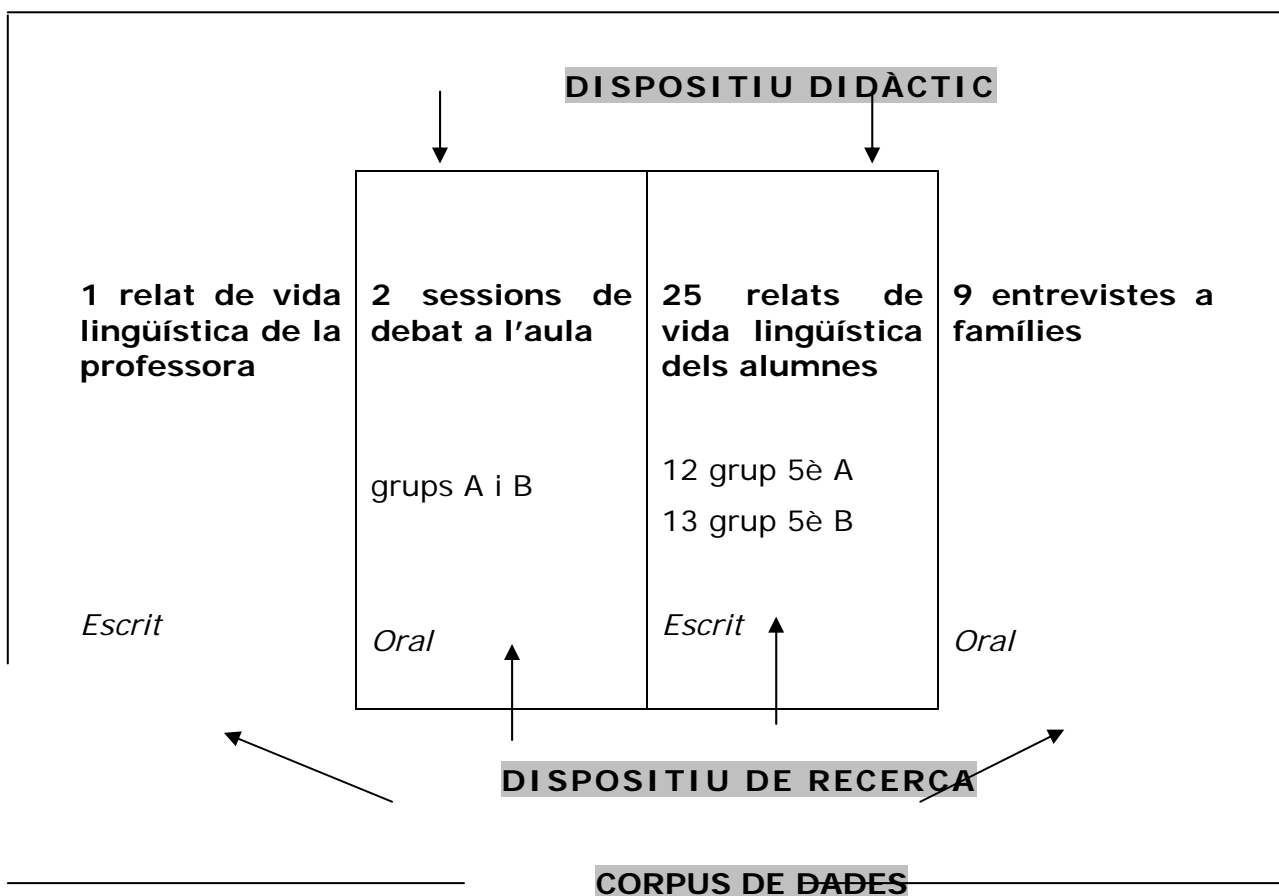 DISPOSITIU DIDÀCTIC
1 relat de vida
lingüística de la
professora
Escrit
2 sessions de
debat a l'aula
grups A i B
Oral
25 relats de
vida lingüística
dels alumnes
12 grup 5è A
13 grup 5è B
Escrit
9 entrevistes a
famílies
Oral
DISPOSITIU DE RECERCA
CORPUS DE DADES